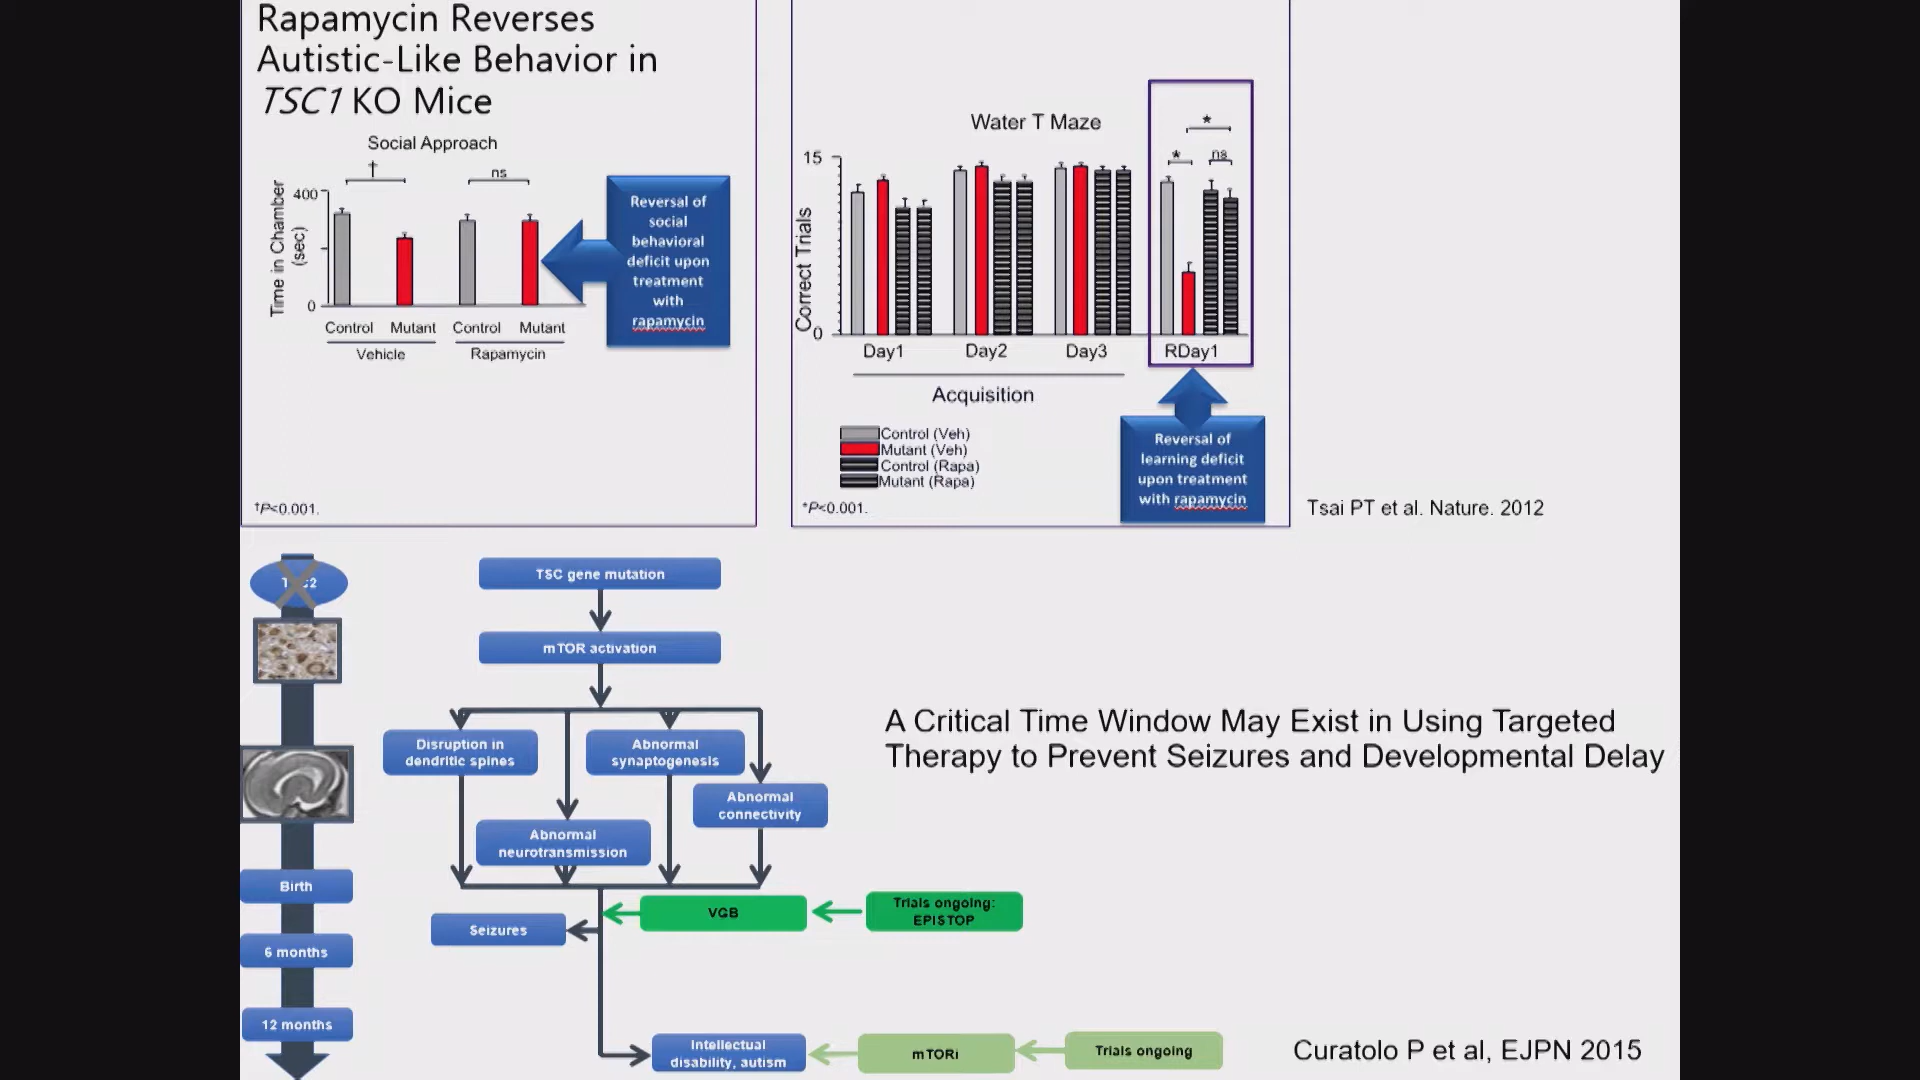 Rapamycin Reverses
Autistic-Like Behavior in
TSC1 KO Mice
Social Approach
†
ns
400
0
Time in Chamber
(sec)
Control
Mutant
Control
Mutant
Vehicle
Rapamycin
Reversal of
social
behavioral
deficit upon
treatment
with
rapamycin
†P<0.001.
Water T Maze
*
*
ns
15
0
Correct Trials
Day1
Day2
Day3
RDay1
Acquisition
Control (Veh)
Mutant (Veh)
Control (Rapa)
Mutant (Rapa)
Reversal of
learning deficit
upon treatment
with rapamycin
*P<0.001.
Tsai PT et al. Nature. 2012
TSC gene mutation
mTOR activation
Disruption in
dendritic spines
Abnormal
synaptogenesis
Abnormal
connectivity
Abnormal
neurotransmission
Birth
6 months
12 months
Seizures
VGB
Trials ongoing:
EPISTOP
Intellectual
disability, autism
mTORi
Trials ongoing
A Critical Time Window May Exist in Using Targeted
Therapy to Prevent Seizures and Developmental Delay
Curatolo P et al, EJPN 2015